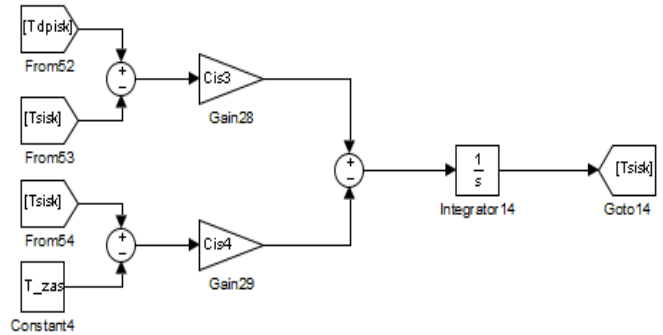 [Tdpisk]
From52
+
−
Cis3
Gain28
[Tsisk]
From53
+
−
1
s
Integrator14
[Tsisk]
Goto14
[Tsisk]
From54
+
−
Cis4
Gain29
T_zas
Constant4